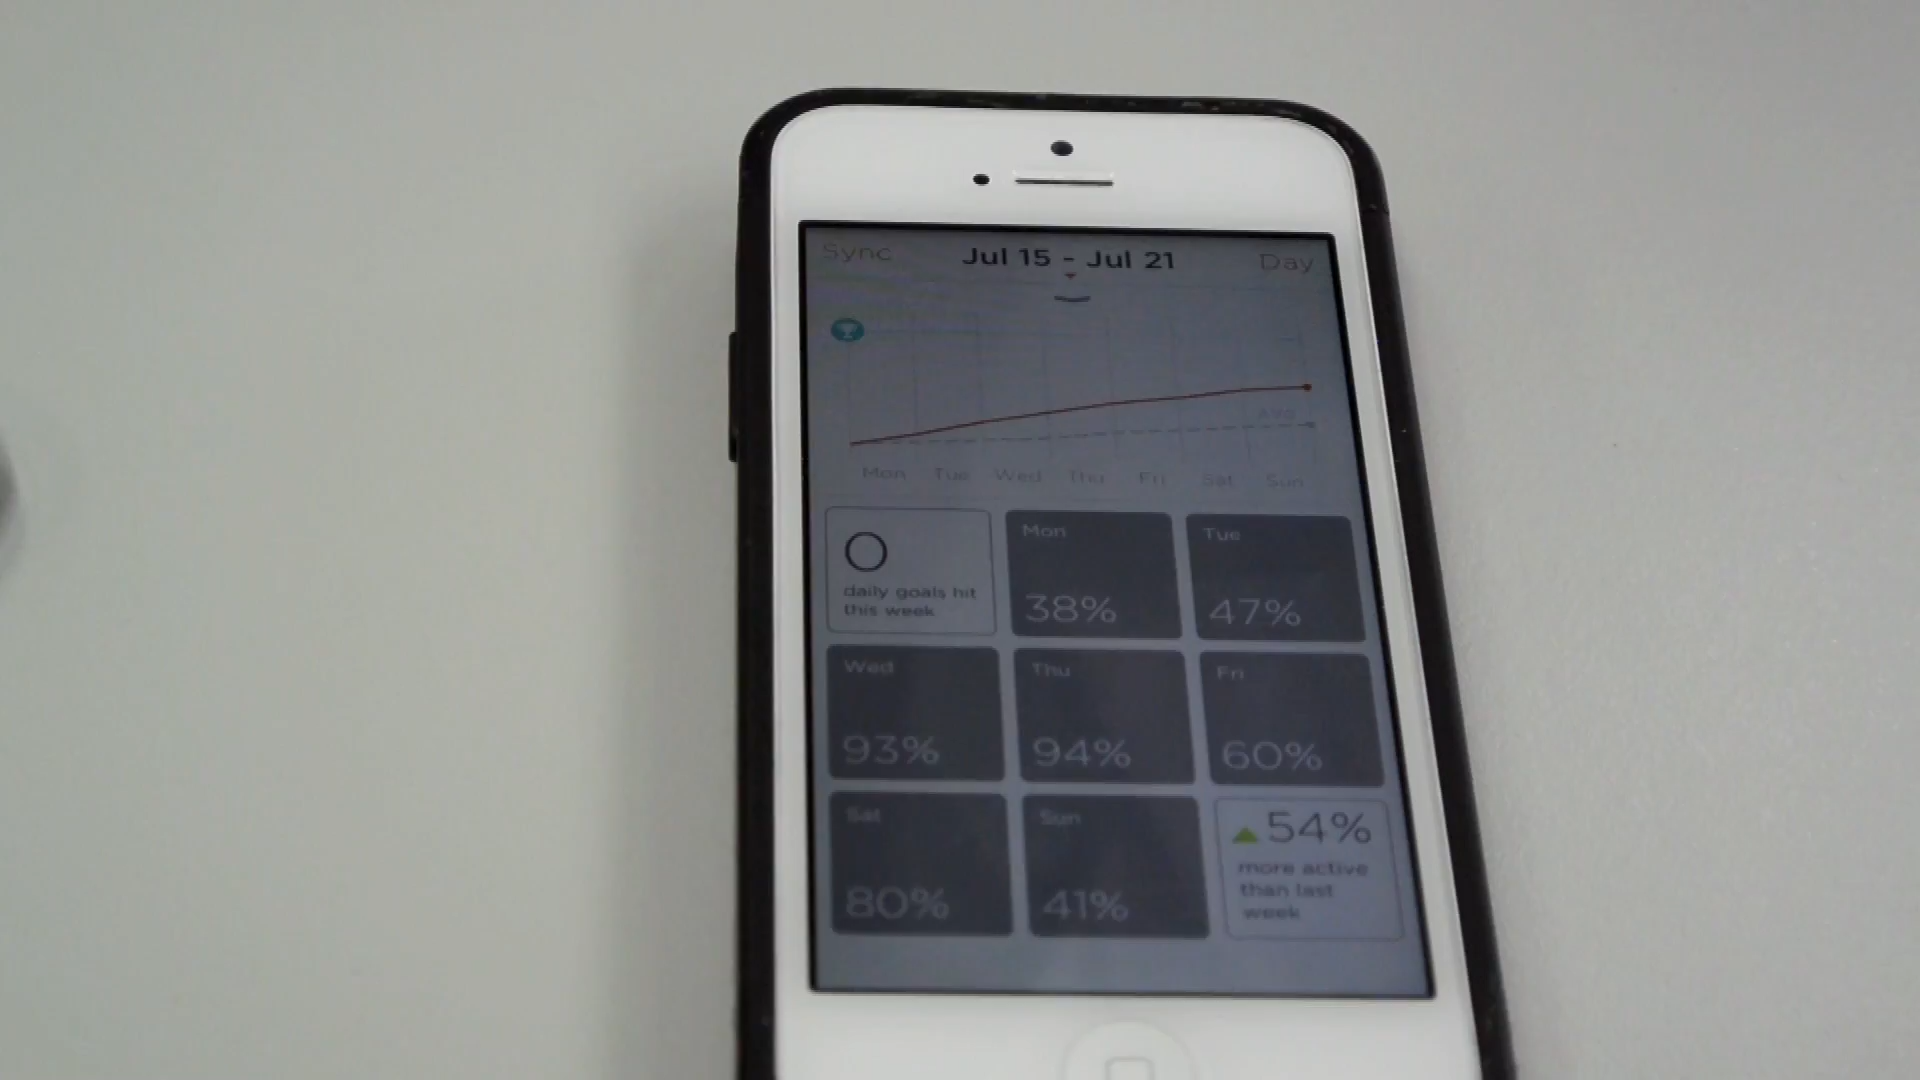 Sync
Jul 15 - Jul 21
Day
AVG
Mon Tue Wed Thu Fri Sat Sun
0
daily goals hit
this week
Mon
38%
Tue
47%
Wed
93%
Thu
94%
Fri
60%
Sat
80%
Sun
41%
54%
more active
than last
week